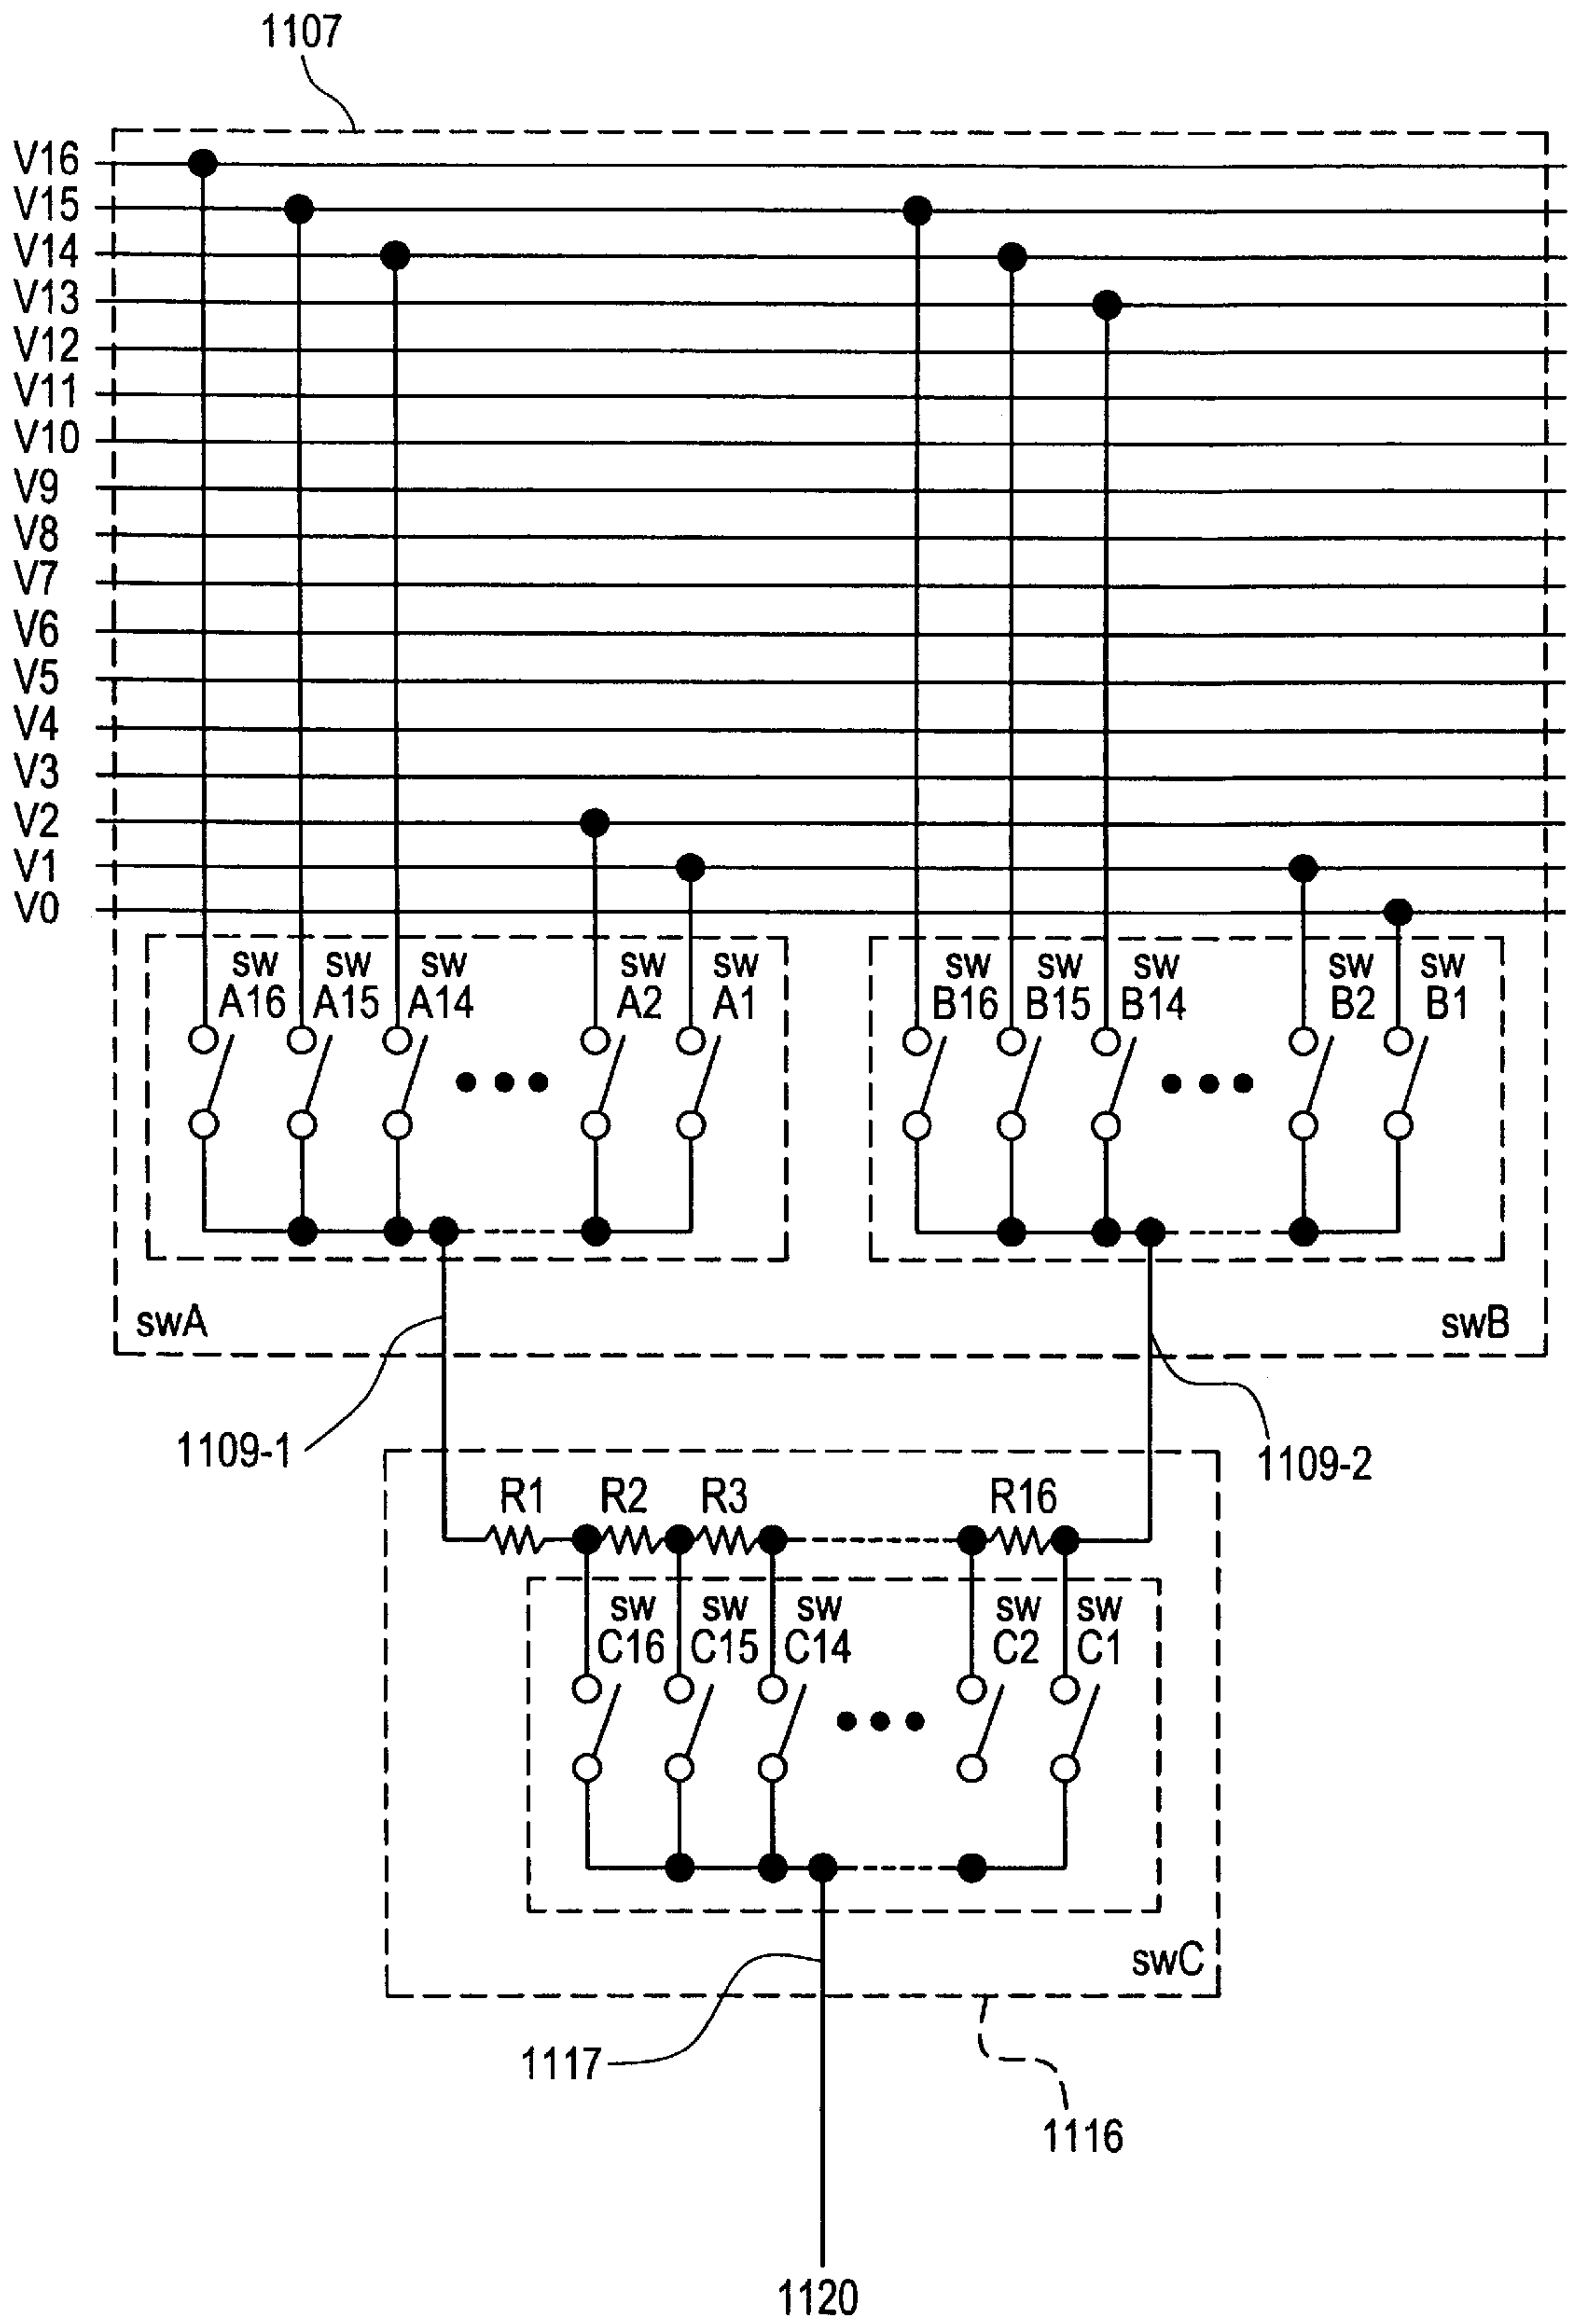 1107
V16
V15
V14
V13
V12
V11
V10
V9
V8
V7
V6
V5
V4
V3
V2
V1
V0
sw sw sw sw sw sw sw sw sw sw
A16 A15 A14 A2 A1 B16 B15 B14 B2 B1
swA swB
1109-1 1109-2
R1 R2 R3 R16
sw sw sw sw sw
C16 C15 C14 C2 C1
swC
1117
1116
1120